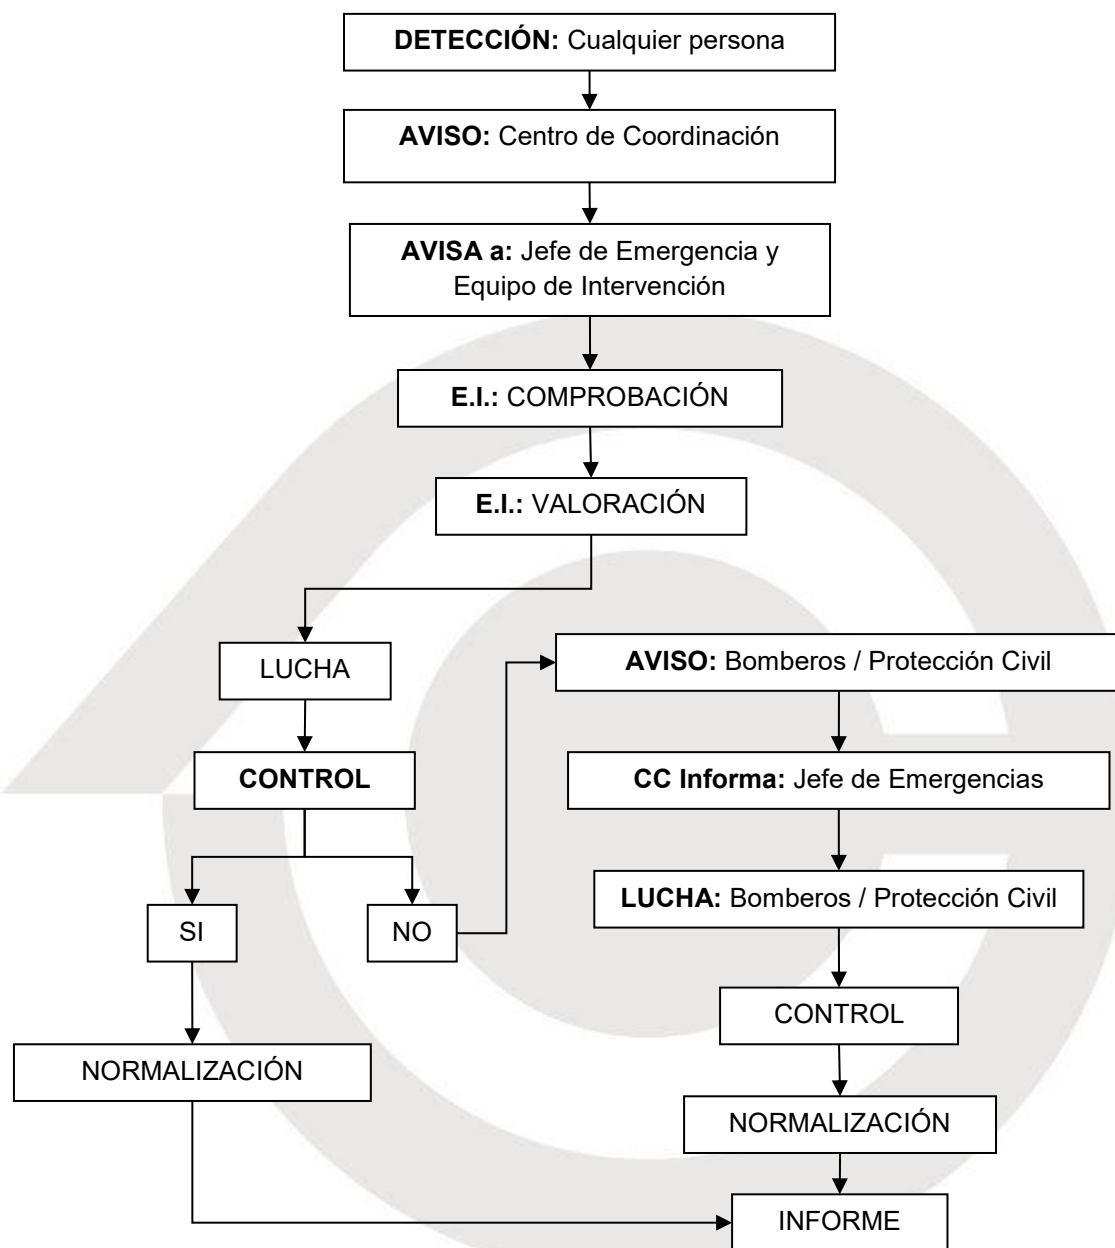 DETECCIÓN: Cualquier persona
AVISO: Centro de Coordinación
AVISA a: Jefe de Emergencia y
Equipo de Intervención
E.I.: COMPROBACIÓN
E.I.: VALORACIÓN
LUCHA
CONTROL
SI
NO
NORMALIZACIÓN
AVISO: Bomberos / Protección Civil
CC Informa: Jefe de Emergencias
LUCHA: Bomberos / Protección Civil
CONTROL
NORMALIZACIÓN
INFORME